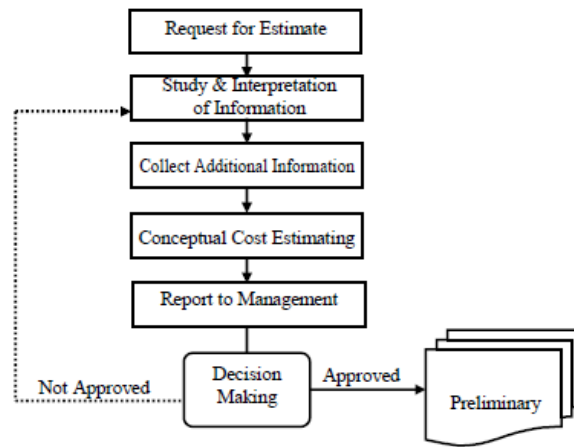 Request for Estimate
Study & Interpretation
of Information
Collect Additional Information
Conceptual Cost Estimating
Report to Management
Decision
Making
Not Approved
Approved
Preliminary